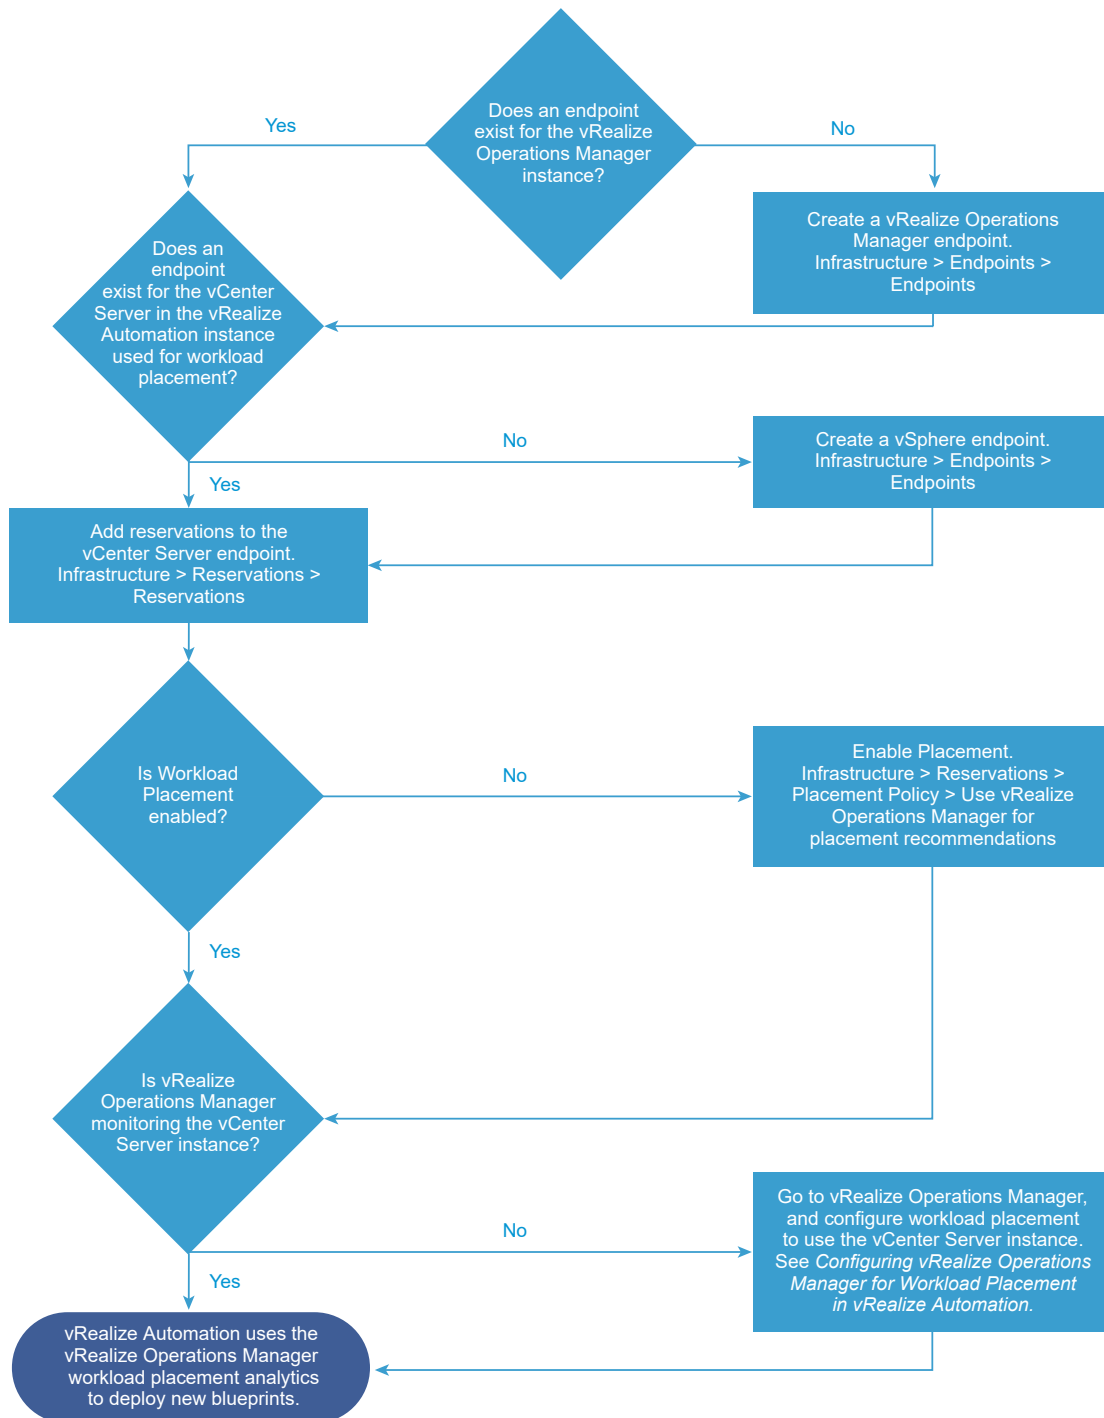 Does an endpoint
exist for the vRealize
Operations Manager
instance?
Yes
No
Create a vRealize Operations
Manager endpoint.
Infrastructure > Endpoints >
Endpoints
Does an
endpoint
exist for the vCenter
Server in the vRealize
Automation instance
used for workload
placement?
No
Create a vSphere endpoint.
Infrastructure > Endpoints >
Endpoints
Yes
Add reservations to the
vCenter Server endpoint.
Infrastructure > Reservations >
Reservations
Is Workload
Placement
enabled?
No
Enable Placement.
Infrastructure > Reservations >
Placement Policy > Use vRealize
Operations Manager for
placement recommendations
Yes
Is vRealize
Operations Manager
monitoring the vCenter
Server instance?
No
Go to vRealize Operations Manager,
and configure workload placement
to use the vCenter Server instance.
See Configuring vRealize Operations
Manager for Workload Placement
in vRealize Automation.
Yes
vRealize Automation uses the
vRealize Operations Manager
workload placement analytics
to deploy new blueprints.